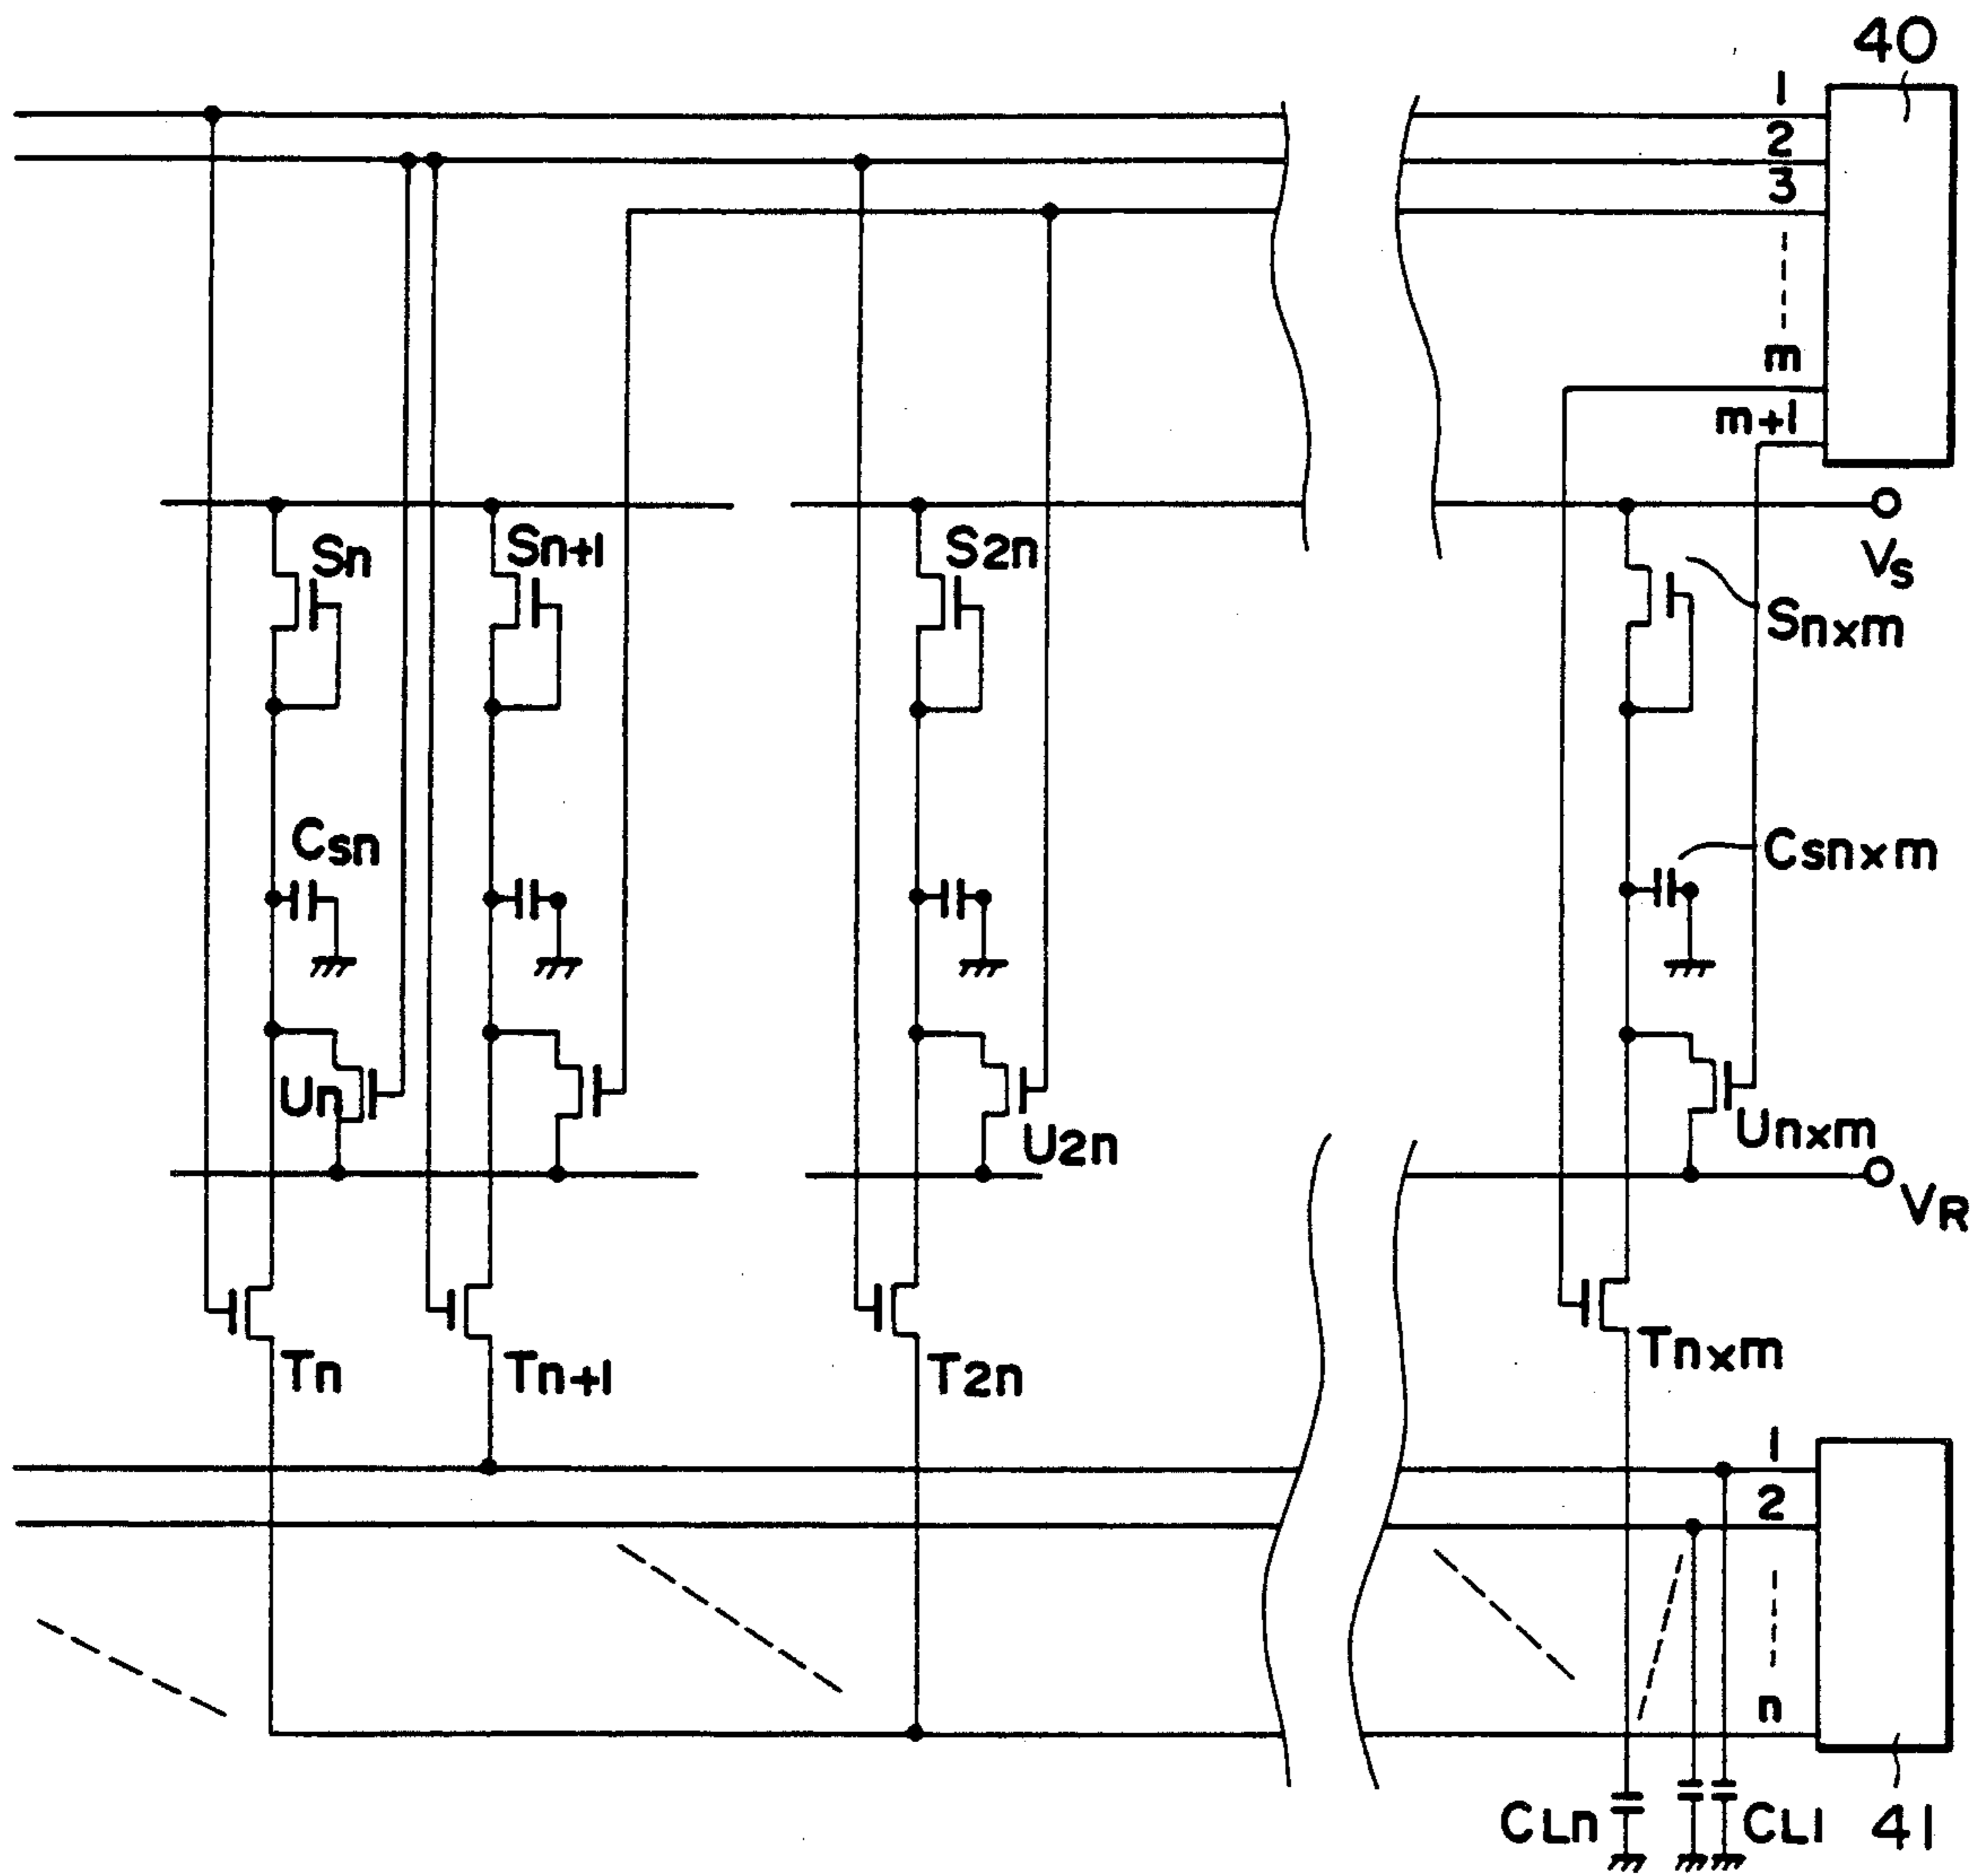 40
1
2
3
m
m+1
Sn
Sn+1
S2n
VS
Snxm
Csn
Csnxm
Un
U2n
Unxm
VR
Tn
Tn+1
T2n
Tnxm
1
2
n
CLn
CL1
41